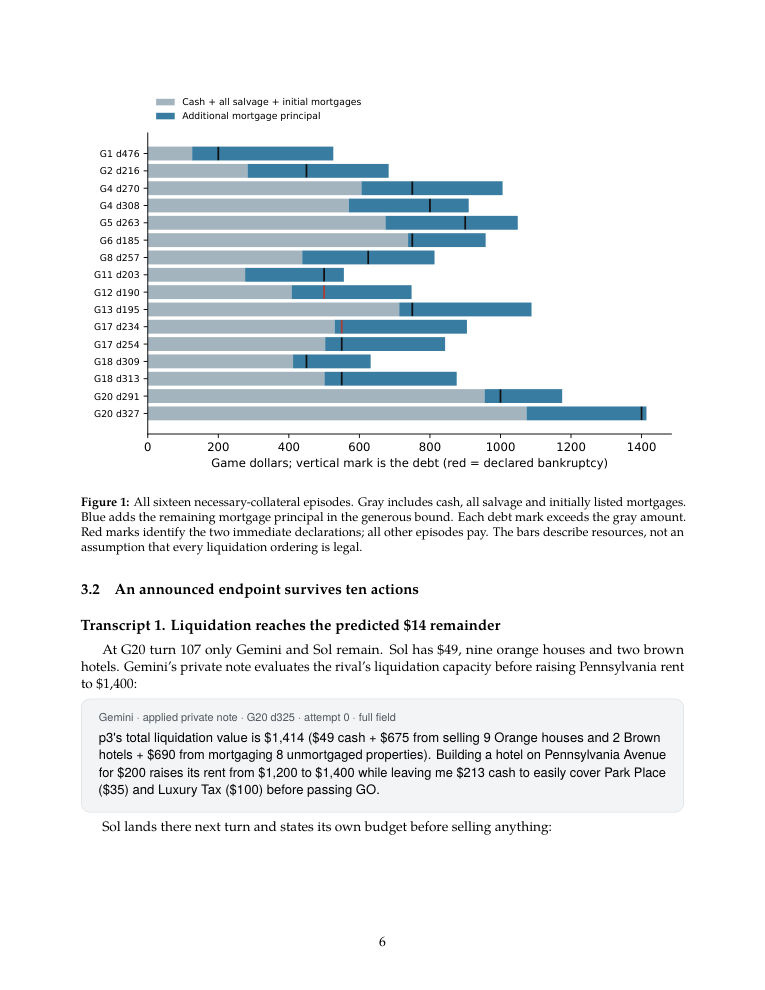 Cash + all salvage + initial mortgages
Additional mortgage principal
G1 d476
G2 d216
G4 d270
G4 d308
G5 d263
G6 d185
G8 d257
G11 d203
G12 d190
G13 d195
G17 d234
G17 d254
G18 d309
G18 d313
G20 d291
G20 d327
0 200 400 600 800 1000 1200 1400
Game dollars; vertical mark is the debt (red = declared bankruptcy)
Figure 1: All sixteen necessary-collateral episodes. Gray includes cash, all salvage and initially listed mortgages.
Blue adds the remaining mortgage principal in the generous bound. Each debt mark exceeds the gray amount.
Red marks identify the two immediate declarations; all other episodes pay. The bars describe resources, not an
assumption that every liquidation ordering is legal.
3.2 An announced endpoint survives ten actions
Transcript 1. Liquidation reaches the predicted $14 remainder
At G20 turn 107 only Gemini and Sol remain. Sol has $49, nine orange houses and two brown
hotels. Gemini's private note evaluates the rival's liquidation capacity before raising Pennsylvania rent
to $1,400:
Gemini · applied private note · G20 d325 · attempt 0 · full field
p3's total liquidation value is $1,414 ($49 cash + $675 from selling 9 Orange houses and 2 Brown
hotels + $690 from mortgaging 8 unmortgaged properties). Building a hotel on Pennsylvania Avenue
for $200 raises its rent from $1,200 to $1,400 while leaving me $213 cash to easily cover Park Place
($35) and Luxury Tax ($100) before passing GO.
Sol lands there next turn and states its own budget before selling anything:
6